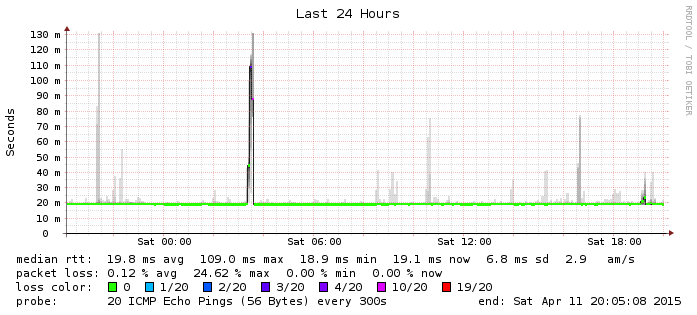 Last 24 Hours
RRDTOOL / TOBI OETIKER
Seconds
130 m
120 m
110 m
100 m
90 m
80 m
70 m
60 m
50 m
40 m
30 m
20 m
10 m
0
Sat 00:00 Sat 06:00 Sat 12:00 Sat 18:00
median rtt: 19.8 ms avg 109.0 ms max 18.9 ms min 19.1 ms now 6.8 ms sd 2.9 am/s
packet loss: 0.12 % avg 24.62 % max 0.00 % min 0.00 % now
loss color: 0 1/20 2/20 3/20 4/20 10/20 19/20
probe: 20 ICMP Echo Pings (56 Bytes) every 300s end: Sat Apr 11 20:05:08 2015